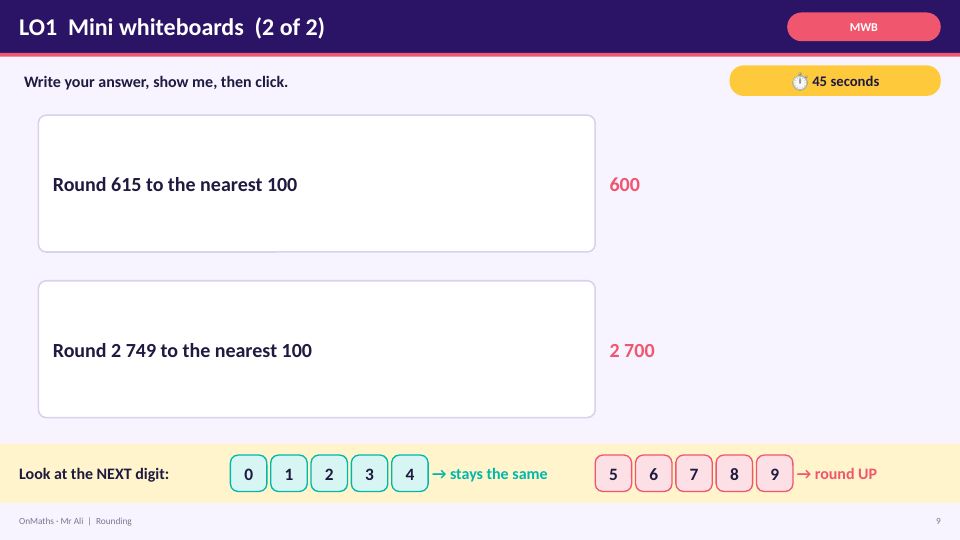 LO1 Mini whiteboards (2 of 2)
MWB
Write your answer, show me, then click.
⏱️ 45 seconds
Round 615 to the nearest 100
600
Round 2 749 to the nearest 100
2 700
Look at the NEXT digit: 0 1 2 3 4 → stays the same 5 6 7 8 9 → round UP
OnMaths - Mr Ali | Rounding
9